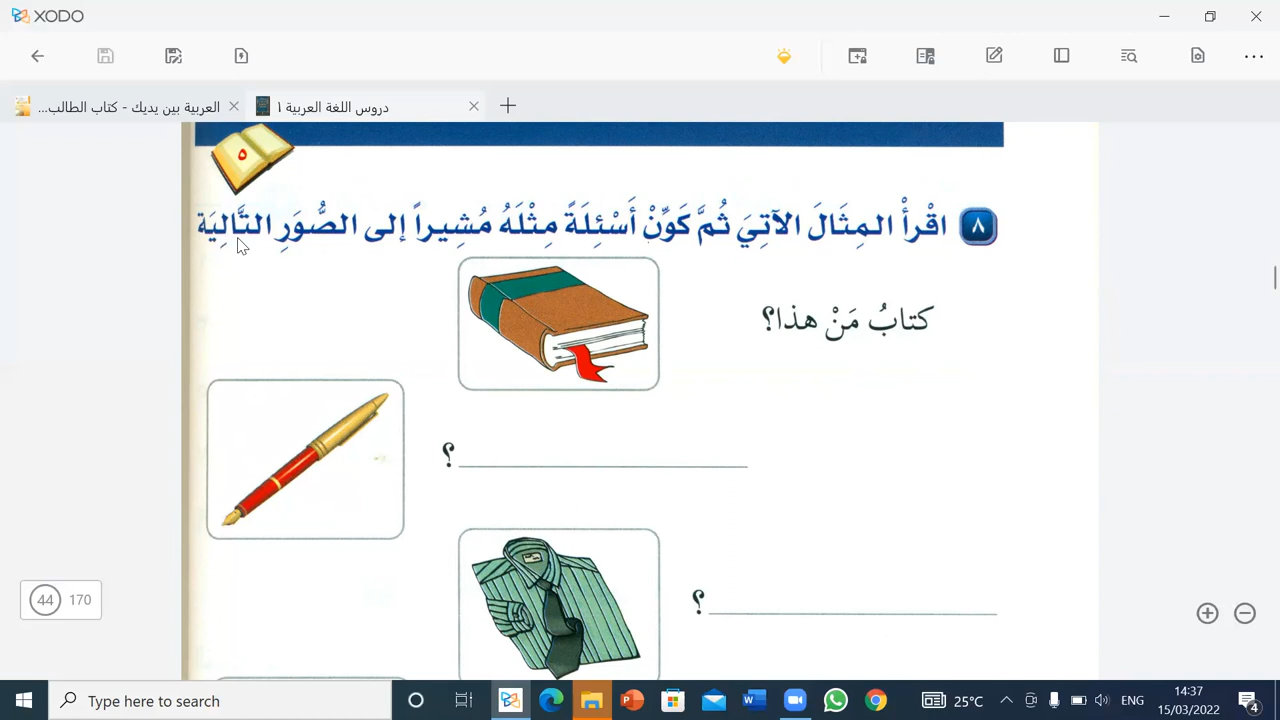 XODO
العربية بين يديك - كتاب الطالب...
دروس اللغة العربية ١
٥
٨ اقْرأْ المِثَالَ الآتِيَ ثُمَّ كَوِّنْ أَسْئِلَةً مِثْلَهُ مُشِيراً إلى الصُّوَرِ التَّالِيَة
كتابُ مَنْ هذا؟
؟
؟
44 170
Type here to search
25°C
ENG
14:37
15/03/2022
4